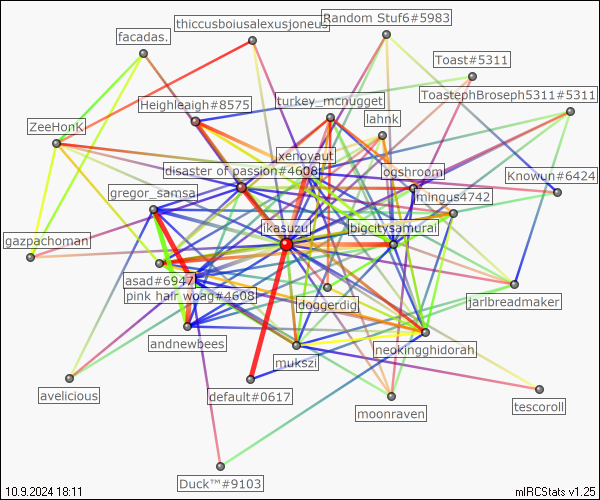 thiccusboiusalexusjoneus
Random Stuf6#5983
facadas.
Toast#5311
ToastephBroseph5311#5311
Heighleaigh#8575
turkey_mcnugget
lahnk
ZeeHonK
xenoyaut
disaster of passion#4608
ogshroom
Knowun#6424
gregor_samsa
mingus4742
ikasuzu
bigcitysamurai
gazpachoman
asad#6947
pink hair woag#4608
doggerdig
jarlbreadmaker
andnewbees
mukszi
neokingghidorah
avelicious
default#0617
moonraven
tescoroll
Duck™#9103
10.9.2024 18:11
mIRCStats v1.25